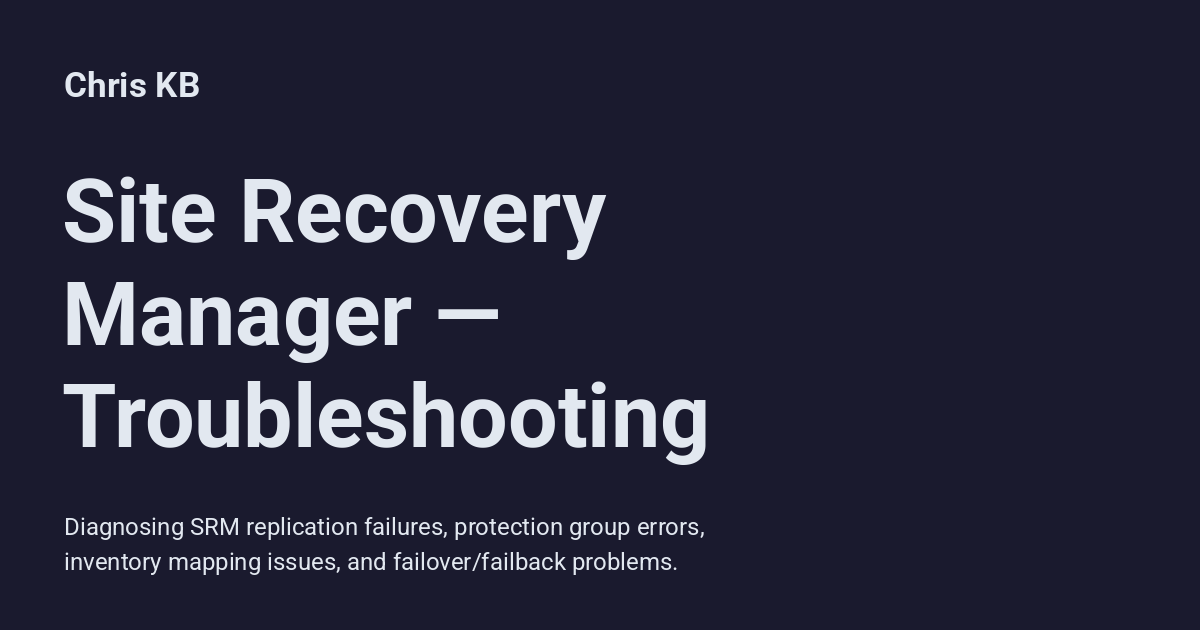 Chris KB
Site Recovery
Manager —
Troubleshooting
Diagnosing SRM replication failures, protection group errors,
inventory mapping issues, and failover/failback problems.